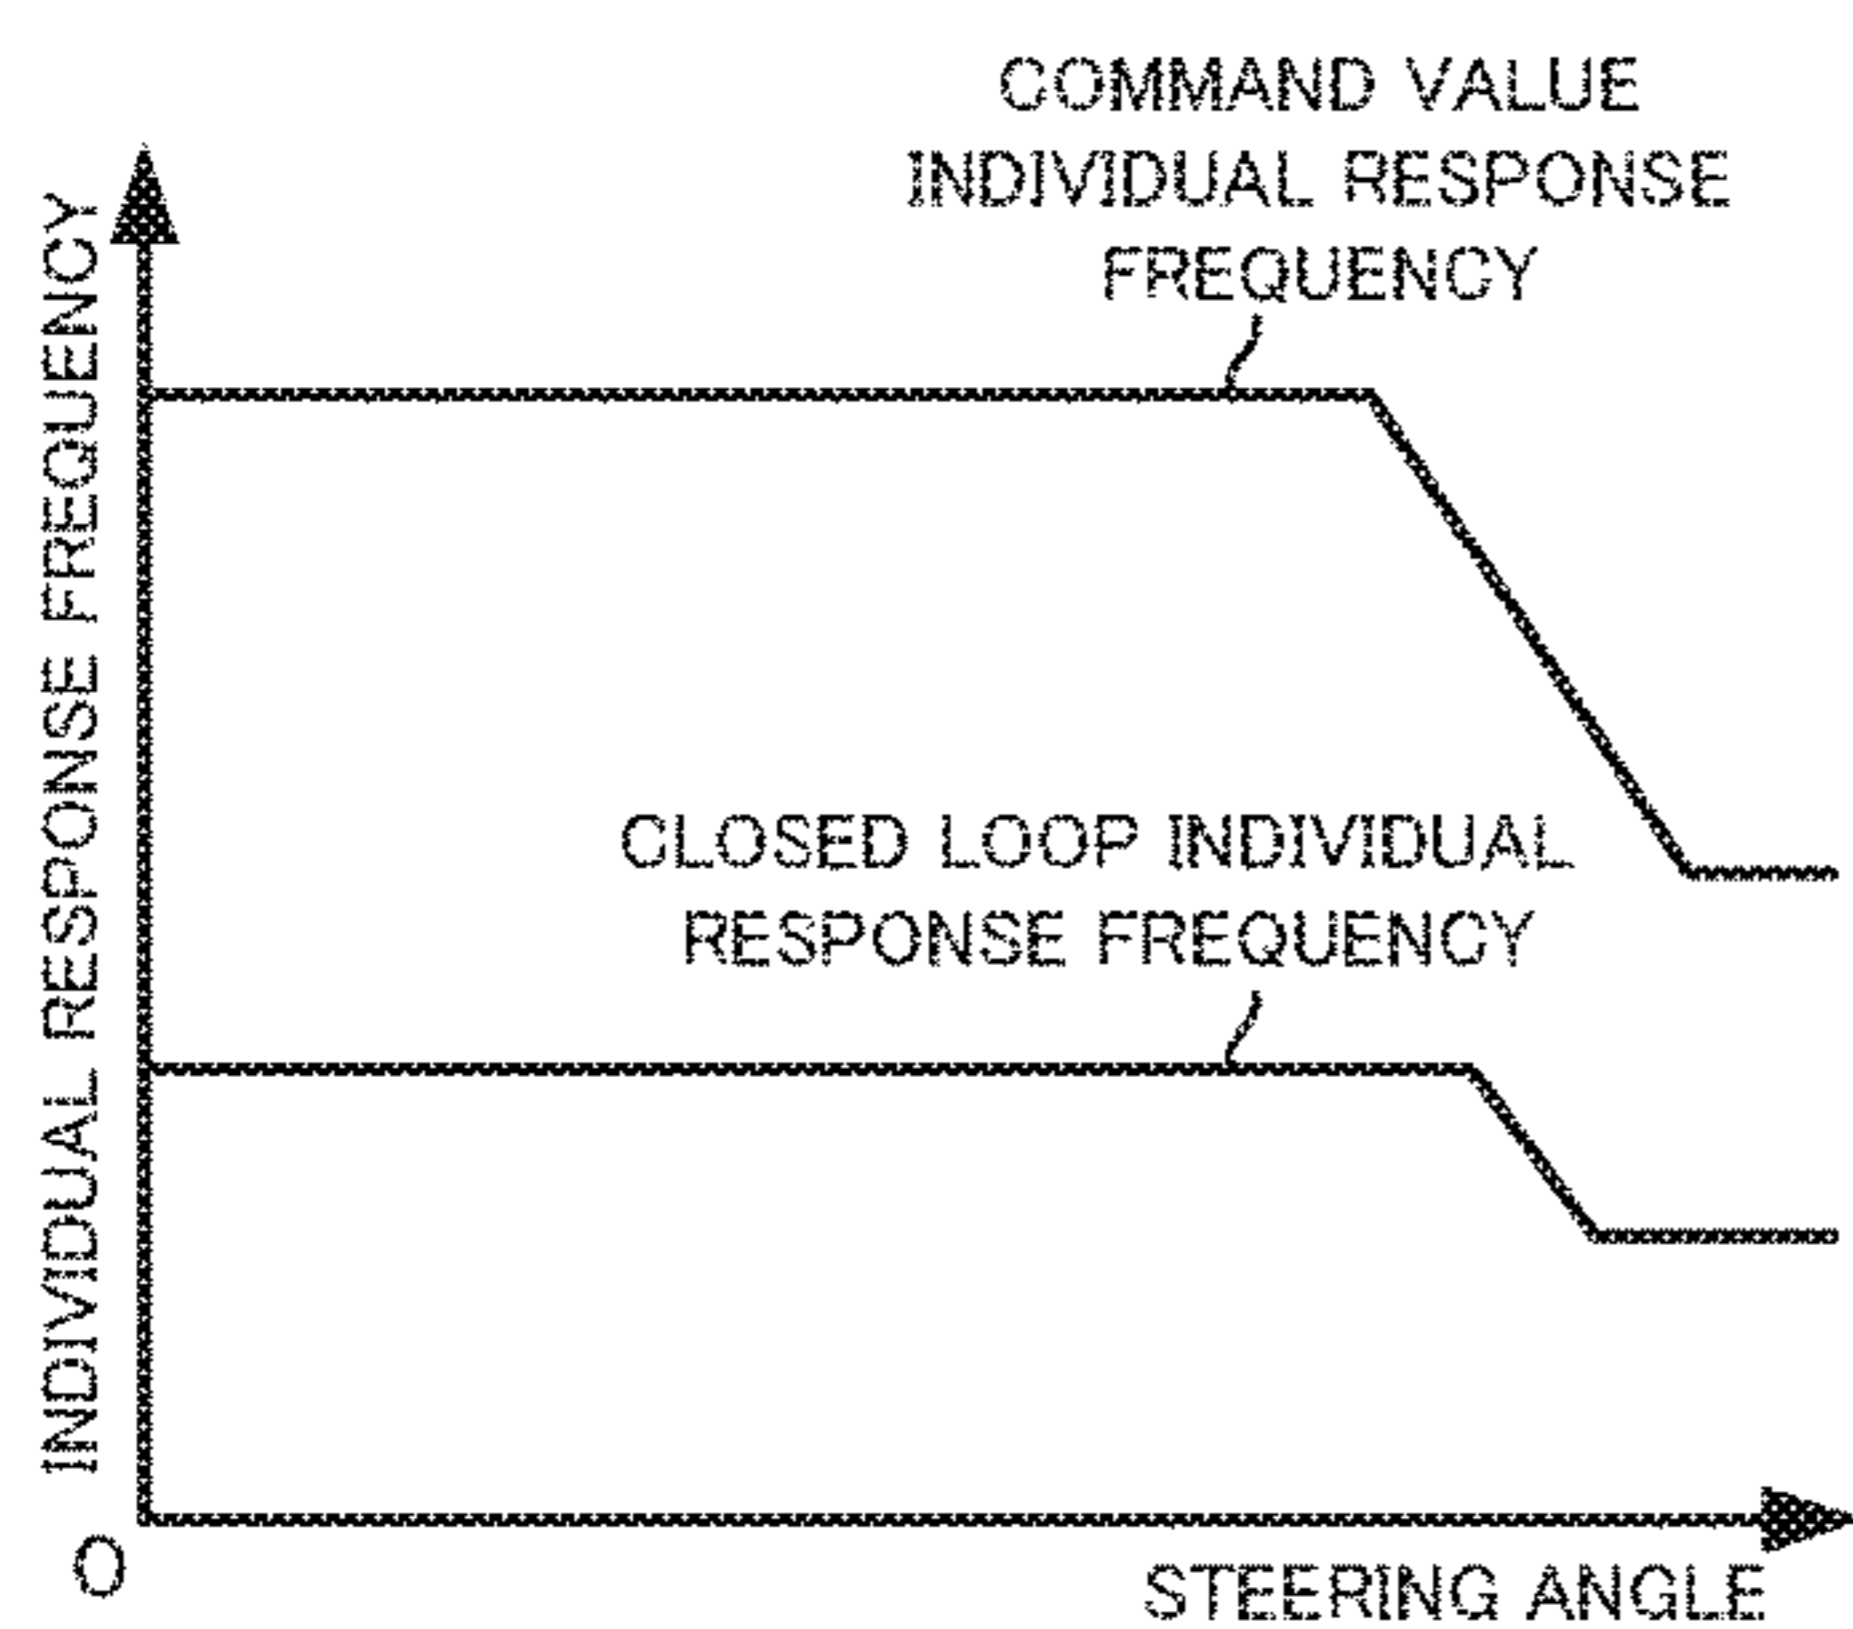 COMMAND VALUE
INDIVIDUAL RESPONSE
FREQUENCY
INDIVIDUAL RESPONSE FREQUENCY
CLOSED LOOP INDIVIDUAL
RESPONSE FREQUENCY
O
STEERING ANGLE